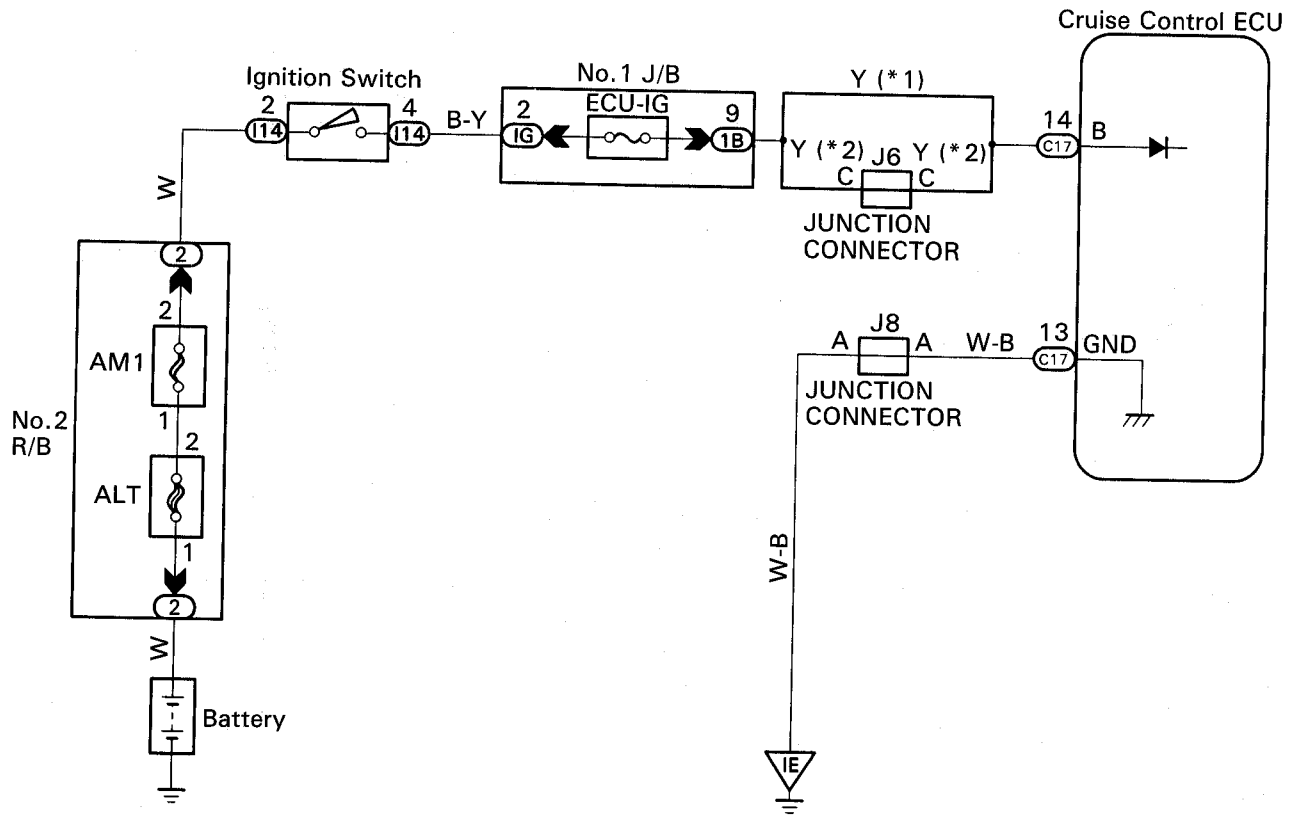 Cruise Control ECU
Ignition Switch
No.1 J/B
Y (*1)
2
4
ECU-IG
2
9
14
I14
I14
B-Y
IG
1B
Y (*2)
J6
Y (*2)
C17
B
C
C
W
JUNCTION
CONNECTOR
2
2
J8
13
AM1
A
A
W-B
C17
GND
JUNCTION
CONNECTOR
1
No.2
R/B
2
ALT
1
W-B
2
W
Battery
IE